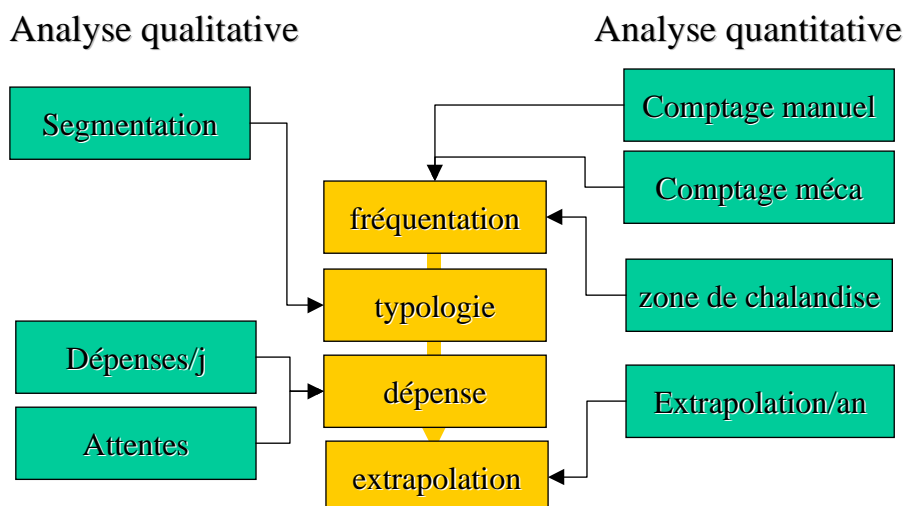 Analyse qualitative
Analyse quantitative
Segmentation
Comptage manuel
Comptage méca
fréquentation
zone de chalandise
typologie
Dépenses/j
dépense
Extrapolation/an
Attentes
extrapolation